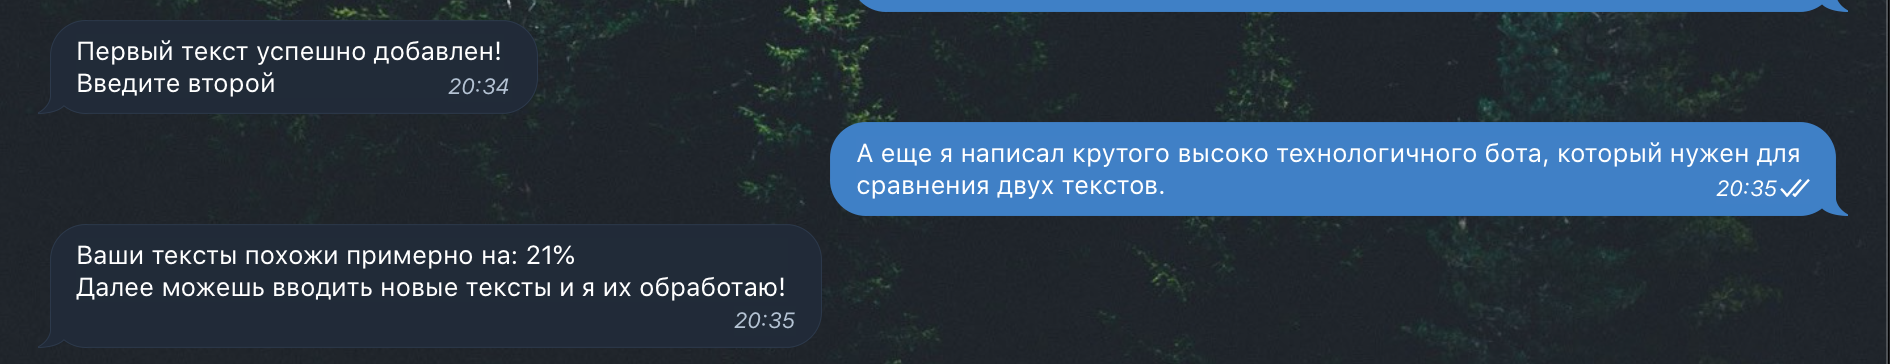 Первый текст успешно добавлен!
Введите второй
20:34
А еще я написал крутого высоко технологичного бота, который нужен для
сравнения двух текстов.
20:35
Ваши тексты похожи примерно на: 21%
Далее можешь вводить новые тексты и я их обработаю!
20:35